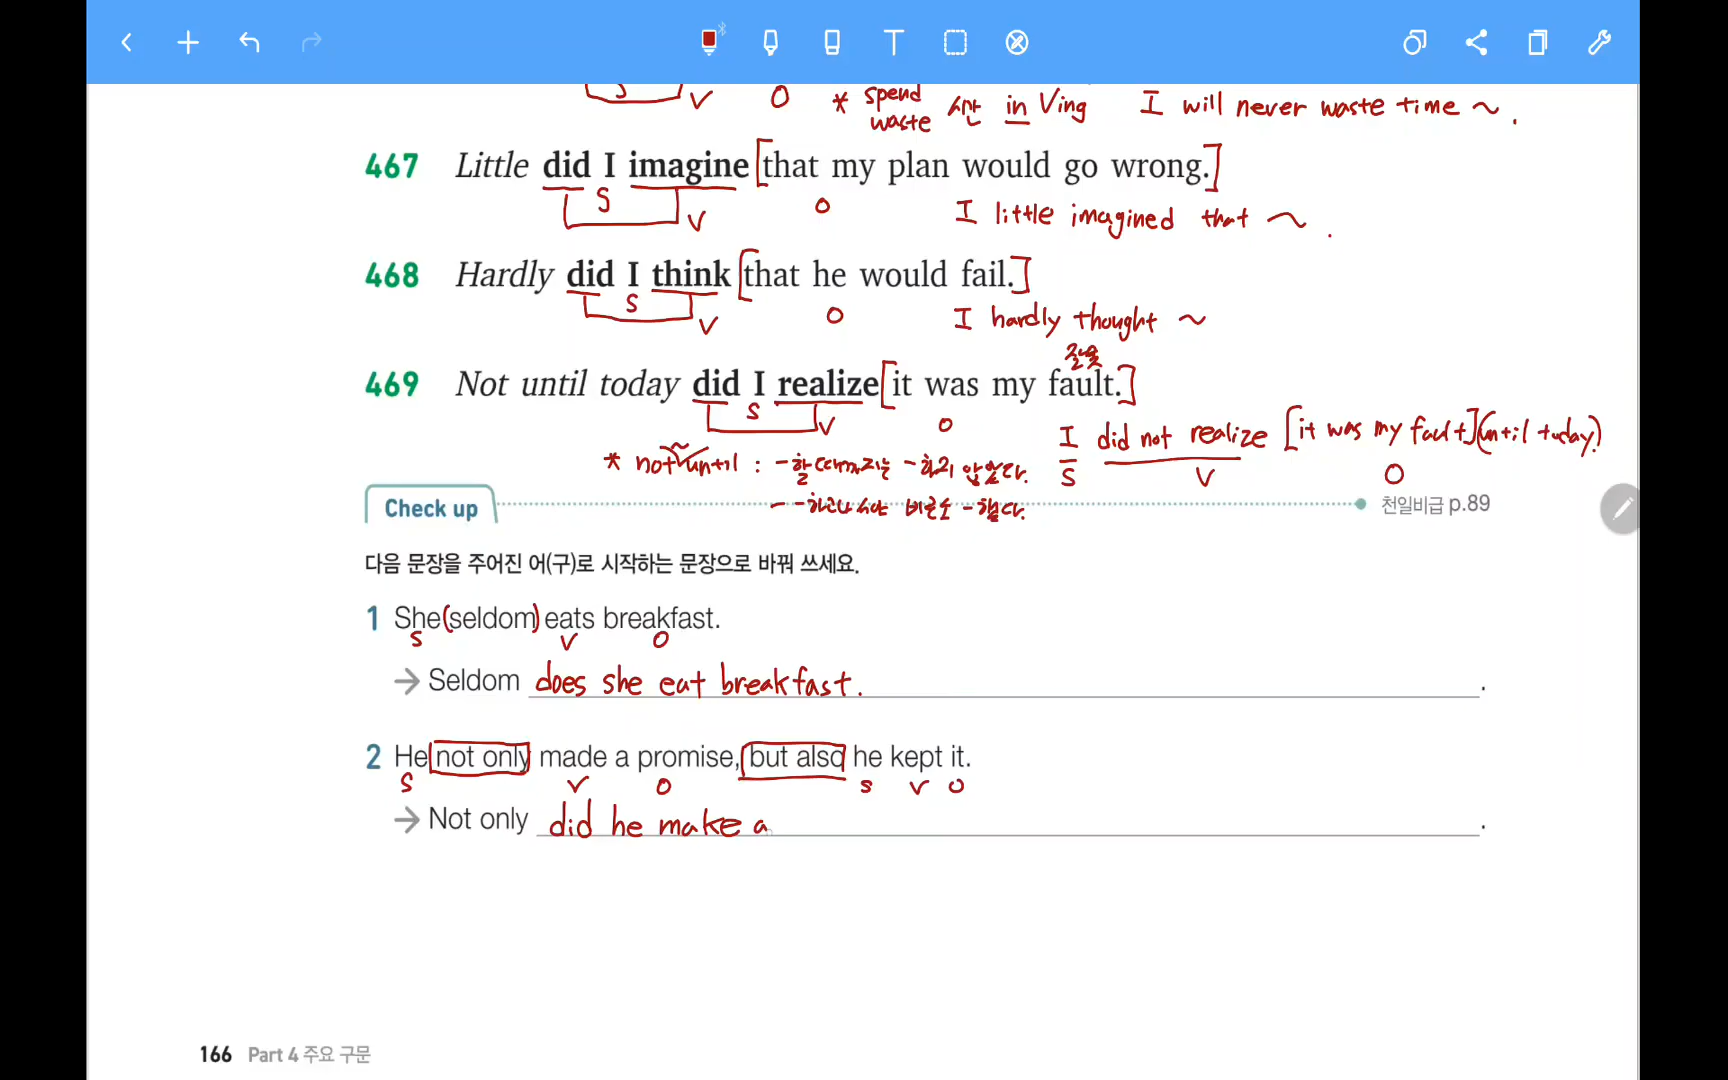 S V O * spend waste 시간 in Ving I will never waste time ~.
467 Little did I imagine [that my plan would go wrong.]
S V O I little imagined that ~.
468 Hardly did I think [that he would fail.]
S V O I hardly thought ~
잘못
469 Not until today did I realize [it was my fault.]
S V O I did not realize [it was my fault](until today)
* not until : ~할 때까지는 ~하지 않았다. S V O
Check up ~하고나서야 비로소 ~했다. 천일비급 p.89
다음 문장을 주어진 어(구)로 시작하는 문장으로 바꿔 쓰세요.
1 She (seldom) eats breakfast.
S V O
→ Seldom does she eat breakfast. .
2 He not only made a promise, but also he kept it.
S V O S V O
→ Not only did he make a .
166 Part 4 주요 구문